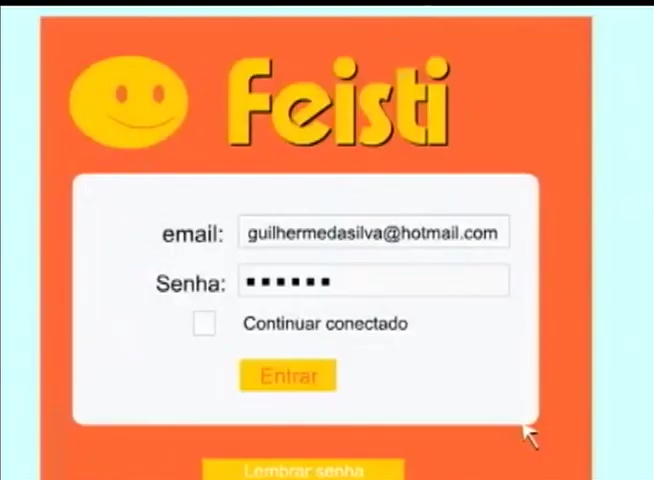 Feisti
email: guilhermedasilva@hotmail.com
Senha: ▪▪▪▪▪▪
Continuar conectado
Entrar
Lembrar senha